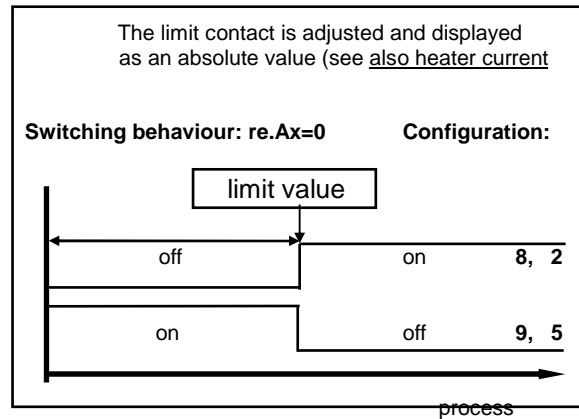 The limit contact is adjusted and displayed
as an absolute value (see also heater current
Switching behaviour: re.Ax=0 Configuration:
limit value
off on 8, 2
on off 9, 5
process